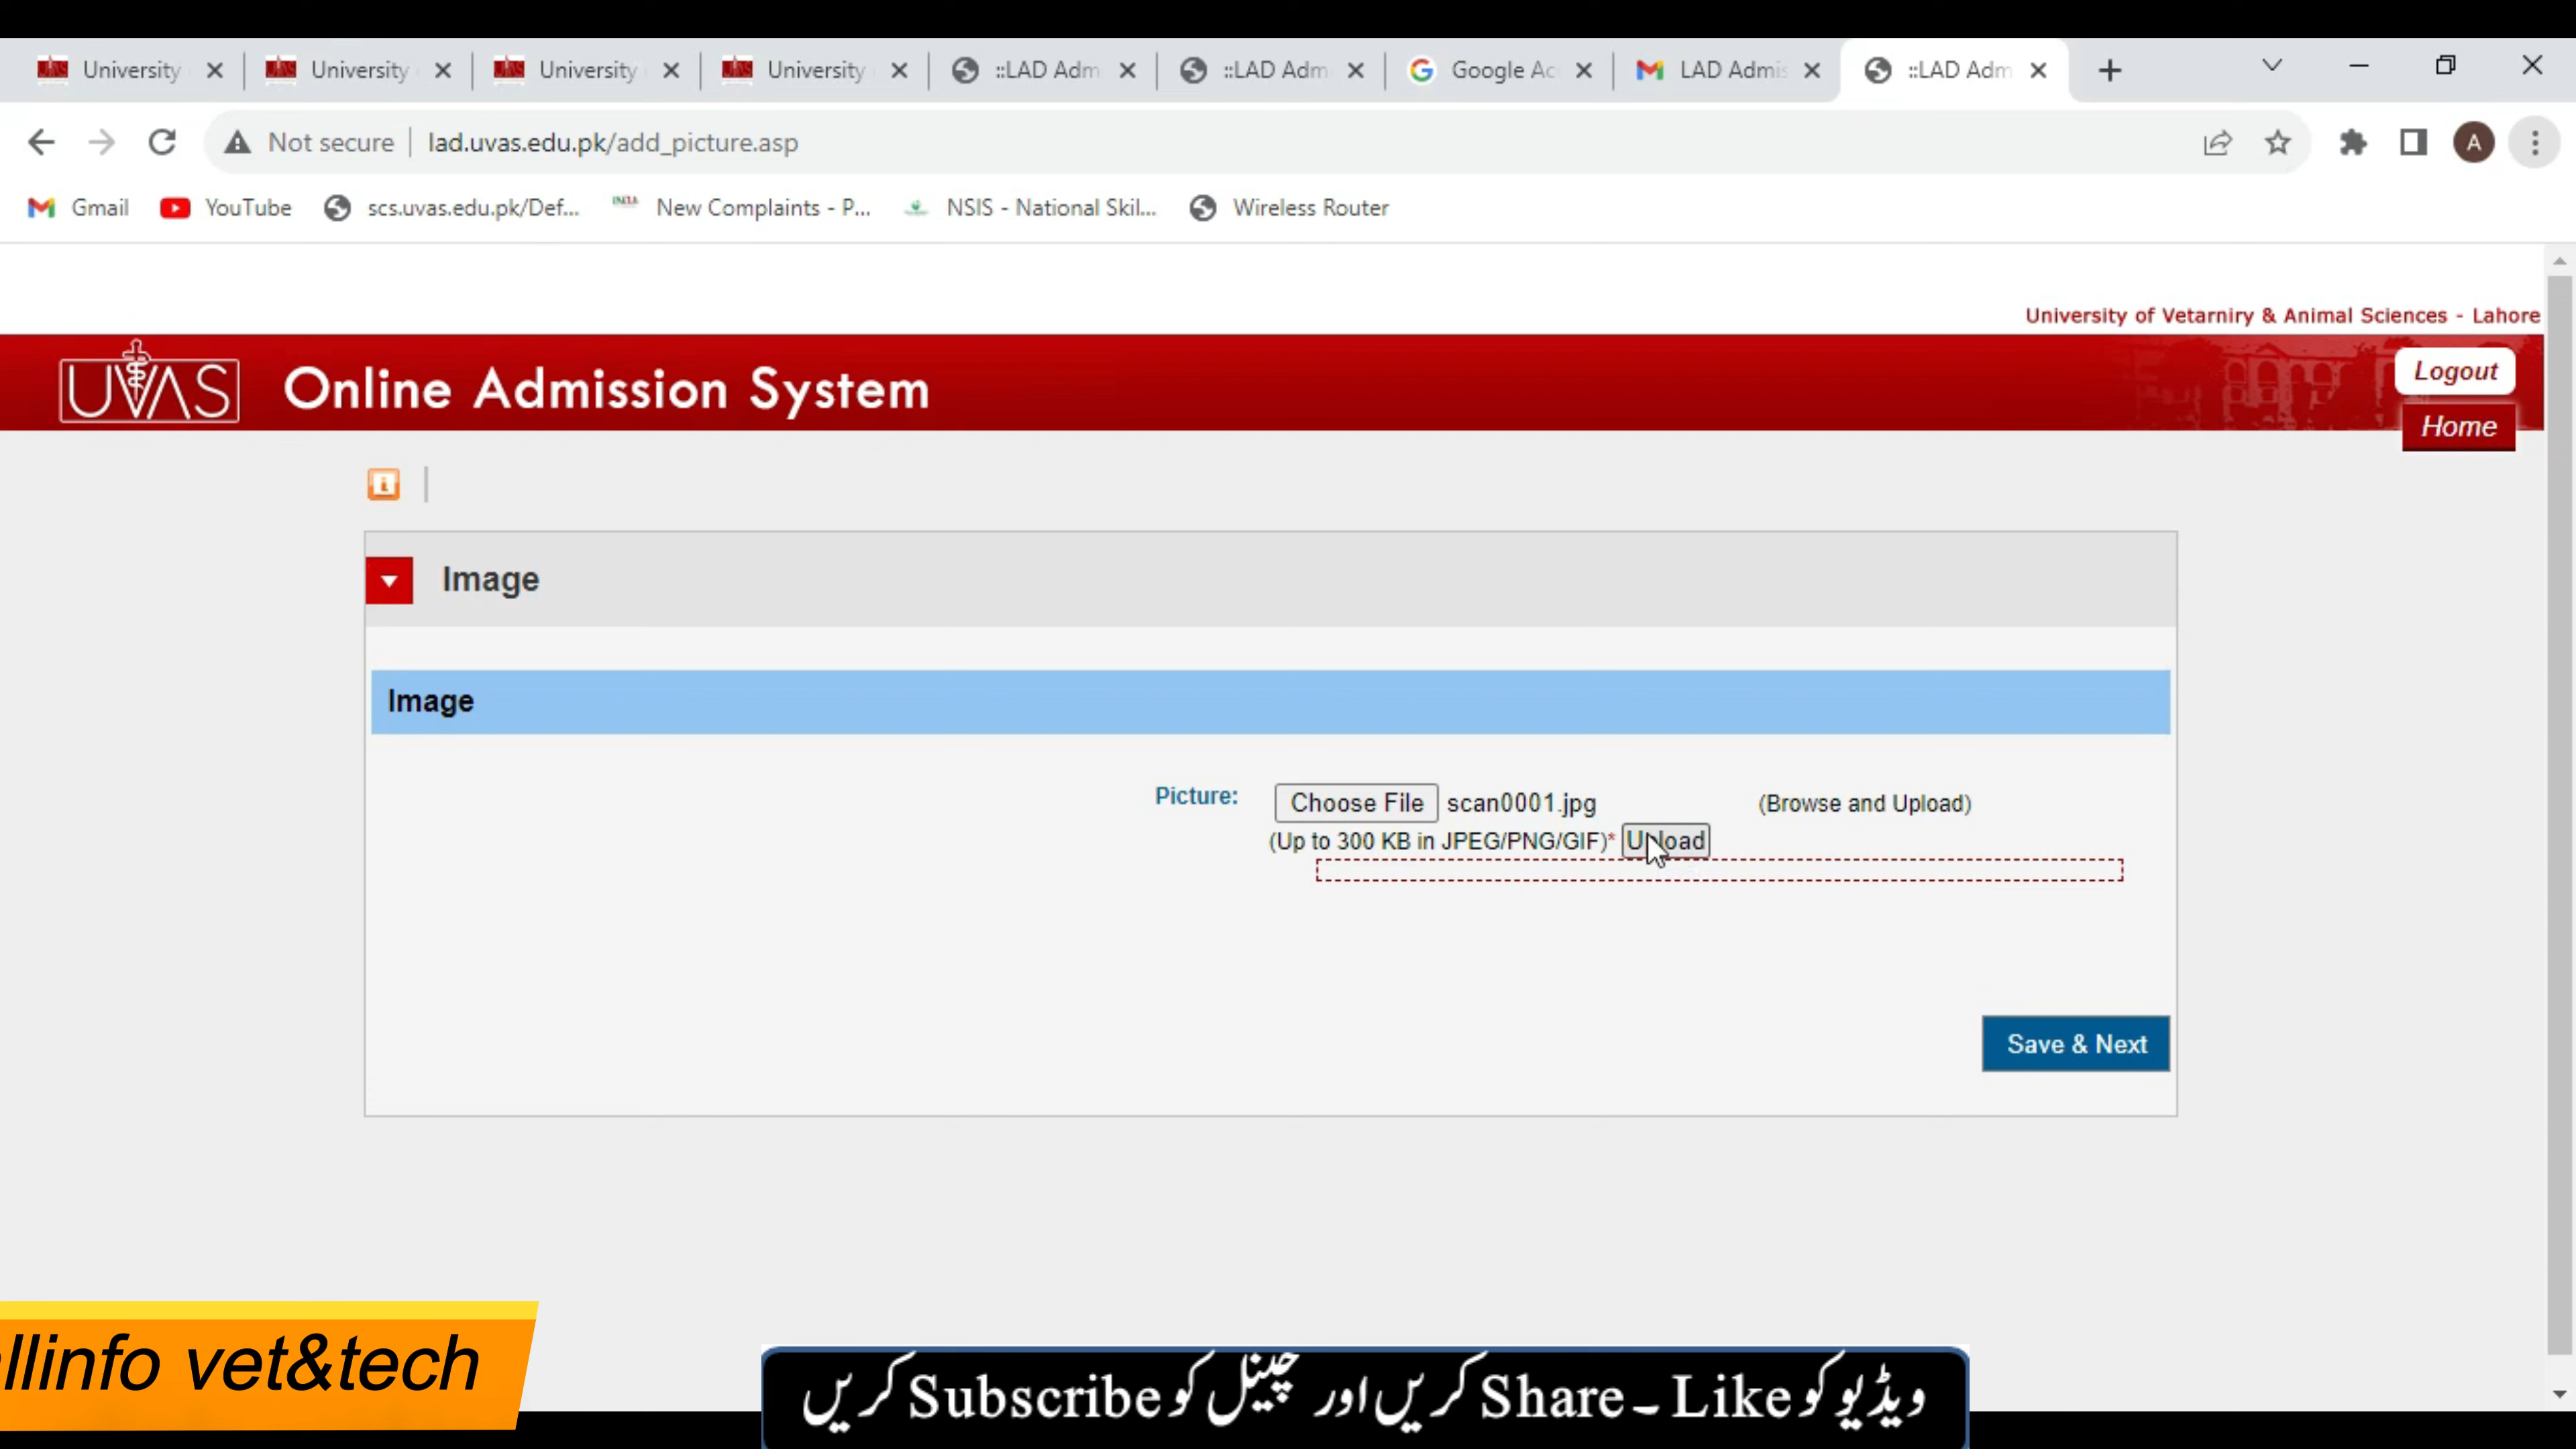 University University University University ::LAD Adm ::LAD Adm Google Ac LAD Admis ::LAD Adm
Not secure lad.uvas.edu.pk/add_picture.asp A
Gmail YouTube scs.uvas.edu.pk/Def... New Complaints - P... NSIS - National Skil... Wireless Router
University of Vetarniry & Animal Sciences - Lahore
UVAS Online Admission System
Logout
Home
Image
Image
Picture: Choose File scan0001.jpg (Browse and Upload)
(Up to 300 KB in JPEG/PNG/GIF)* Upload
Save & Next
llinfo vet&tech
ویڈیو کو Like ۔ Share کریں اور چینل کو Subscribe کریں